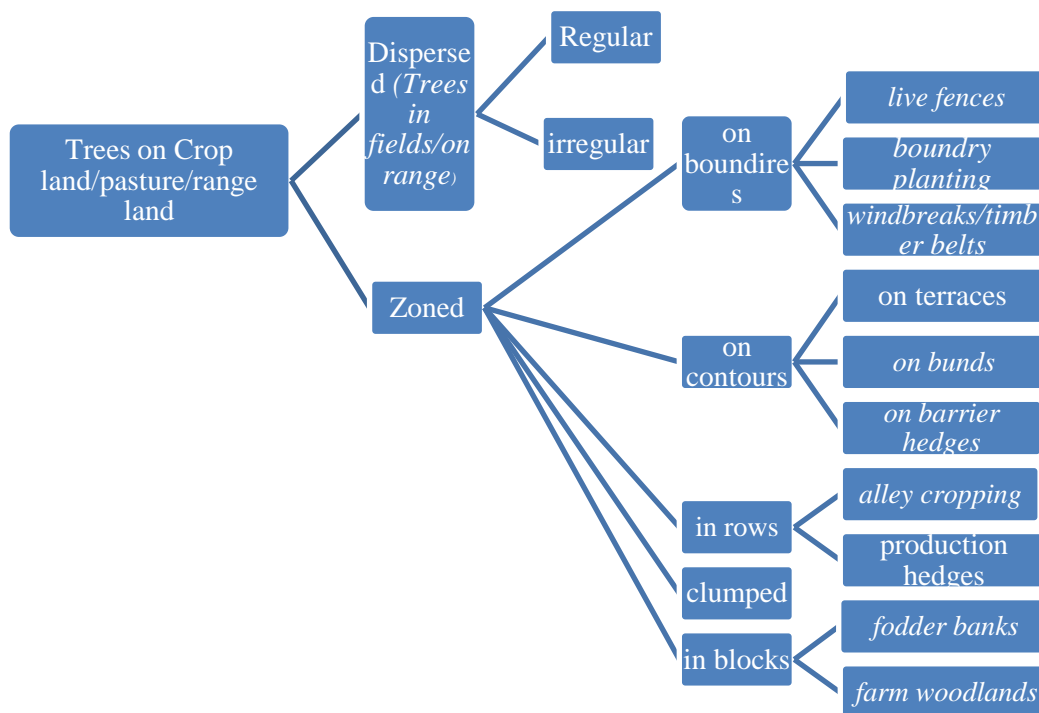 Trees on Crop
land/pasture/range
land
Disperse
d (Trees
in
fields/on
range)
Regular
irregular
Zoned
on
boundires
s
live fences
boundry
planting
windbreaks/timb
er belts
on
contours
on terraces
on bunds
on barrier
hedges
in rows
alley cropping
production
hedges
clumped
in blocks
fodder banks
farm woodlands